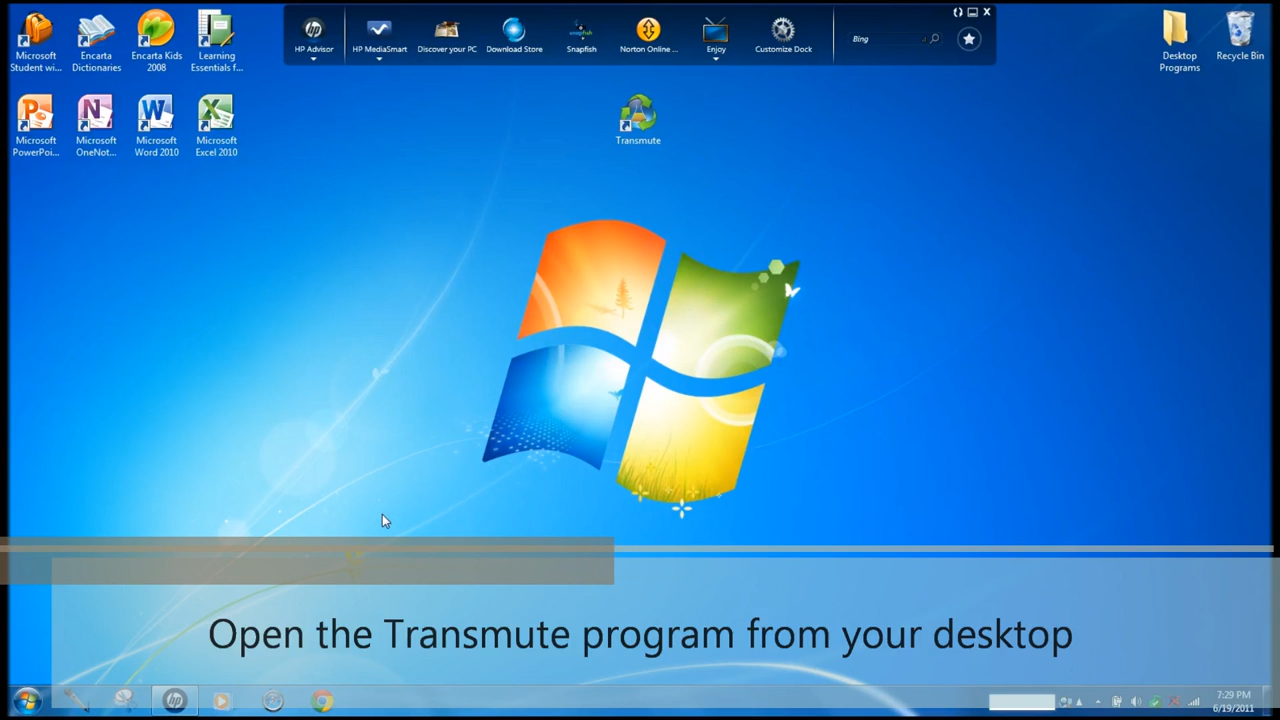 Microsoft
Student wi...
Encarta
Dictionaries
Encarta Kids
2008
Learning
Essentials f...
HP Advisor
HP MediaSmart
Discover your PC
Download Store
snapfish
Snapfish
Norton Online ...
Enjoy
Customize Dock
Bing
Desktop
Programs
Recycle Bin
Microsoft
PowerPoi...
Microsoft
OneNot...
Microsoft
Word 2010
Microsoft
Excel 2010
Transmute
Open the Transmute program from your desktop
7:29 PM
6/19/2011